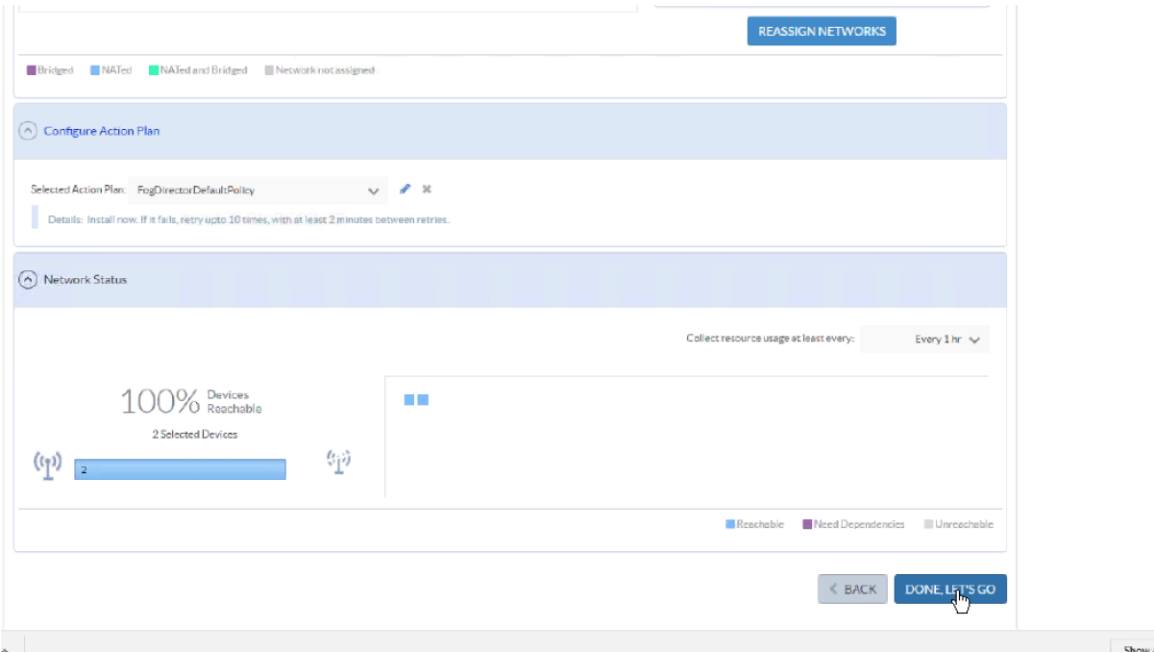 REASSIGN NETWORKS
Bridged NATed NATed and Bridged Network not assigned
Configure Action Plan
Selected Action Plan: FogDirectorDefaultPolicy
Details: Install now. If it fails, retry upto 10 times, with at least 2 minutes between retries.
Network Status
Collect resource usage at least every: Every 1 hr
100% Devices
Reachable
2 Selected Devices
2
Reachable Need Dependencies Unreachable
BACK DONE, LET'S GO
Show